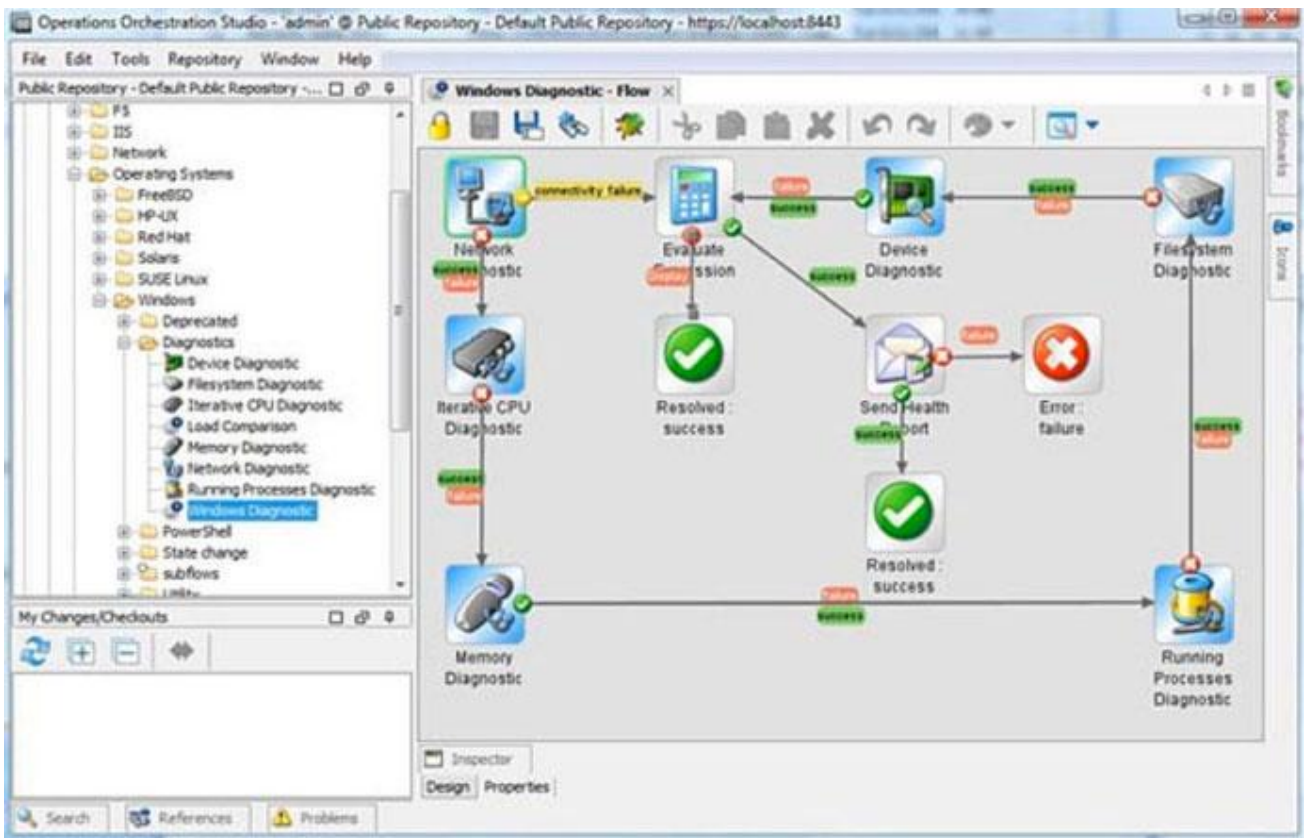 Operations Orchestration Studio - 'admin' @ Public Repository - Default Public Repository - https://localhost:8443
File Edit Tools Repository Window Help
Public Repository - Default Public Repository -...
FS
IIS
Network
Operating Systems
FreeBSD
HP-UX
Red Hat
Solaris
SUSE Linux
Windows
Deprecated
Diagnostics
Device Diagnostic
Filesystem Diagnostic
Iterative CPU Diagnostic
Load Comparison
Memory Diagnostic
Network Diagnostic
Running Processes Diagnostic
Windows Diagnostic
PowerShell
State change
subflows
Utility
My Changes/Checkouts
Search References Problems
Windows Diagnostic - Flow
connectivity failure
failure
success
success
failure
Network
Evaluate
Device
Diagnostic
Filesystem
Diagnostic
success
failure
display
success
Iterative CPU
Diagnostic
Resolved :
success
failure
Send Health
Report
Error :
failure
success
success
failure
success
failure
Resolved :
success
failure
success
Memory
Diagnostic
Running
Processes
Diagnostic
Inspector
Design Properties
Bookmarks
Icons